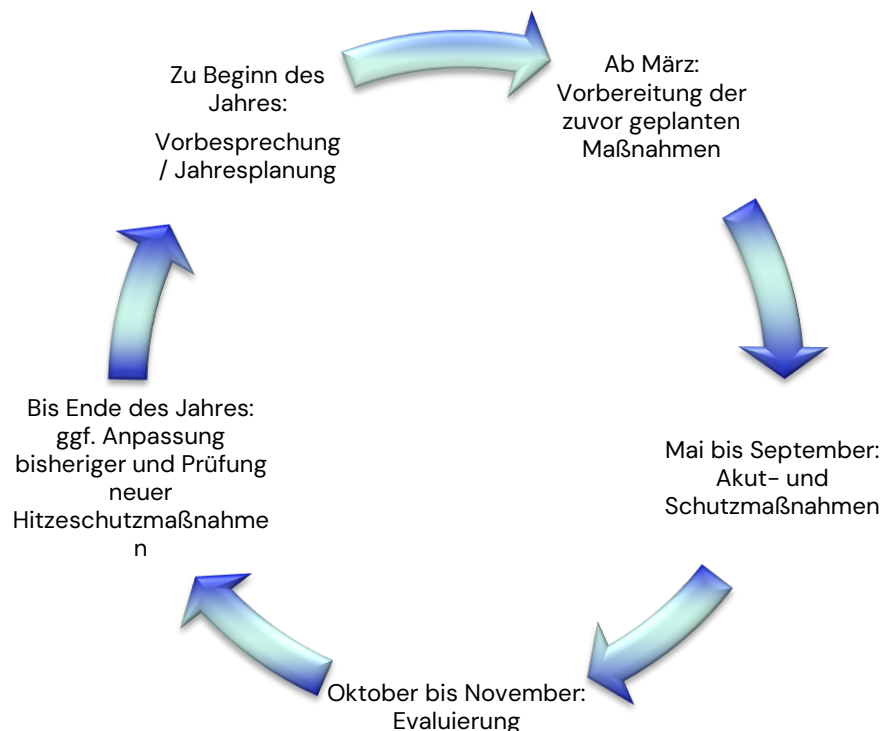 Zu Beginn des
Jahres:
Vorbesprechung
/ Jahresplanung
Ab März:
Vorbereitung der
zuvor geplanten
Maßnahmen
Mai bis September:
Akut- und
Schutzmaßnahmen
Oktober bis November:
Evaluierung
Bis Ende des Jahres:
ggf. Anpassung
bisheriger und Prüfung
neuer
Hitzeschutzmaßnahme
n